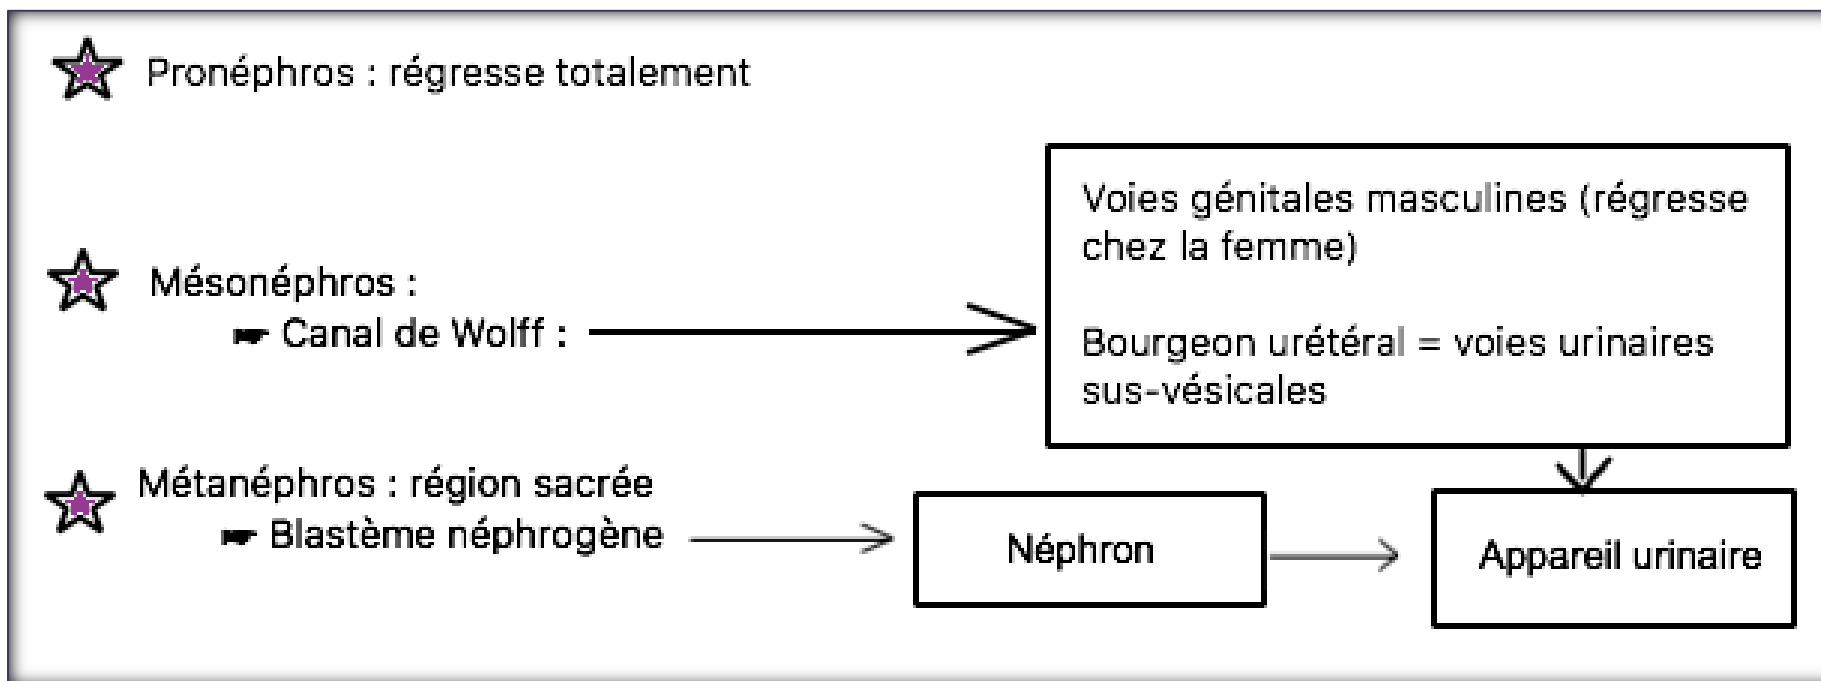 Pronéphros : régresse totalement
Voies génitales masculines (régresse
chez la femme)
Mésonéphros :
☛ Canal de Wolff :
Bourgeon urétéral = voies urinaires
sus-vésicales
Métanéphros : région sacrée
☛ Blastème néphrogène
Néphron
Appareil urinaire